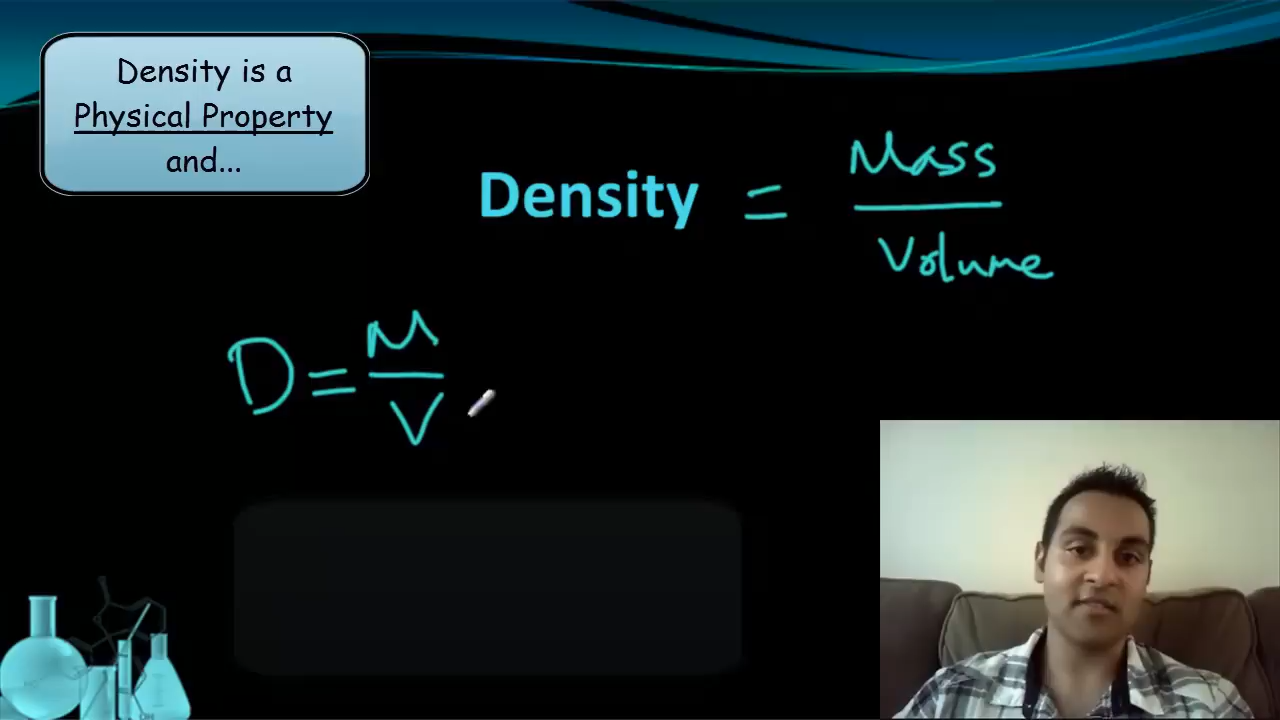 Density is a
Physical Property
and...
Density = Mass
Volume
D = M
V